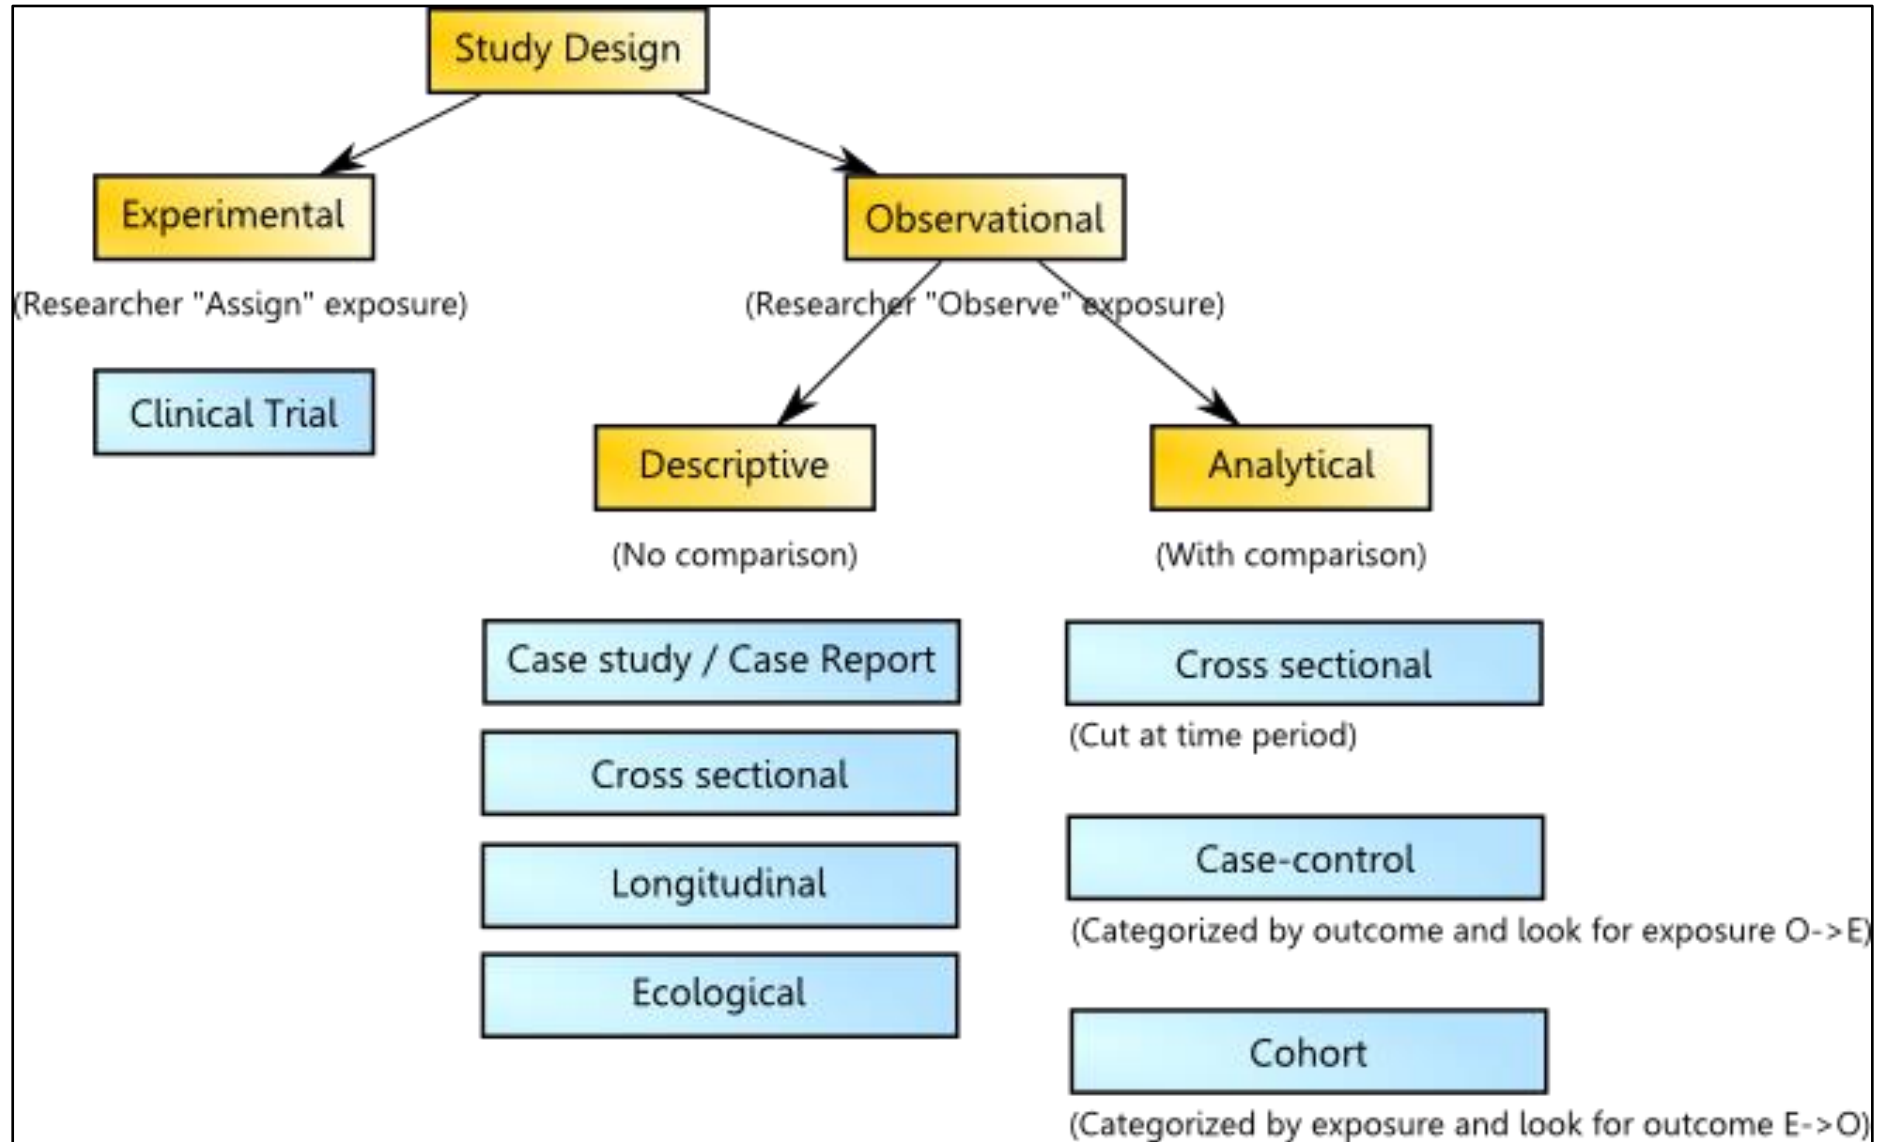 Study Design
Experimental
Observational
(Researcher "Assign" exposure)
(Researcher "Observe" exposure)
Clinical Trial
Descriptive
Analytical
(No comparison)
(With comparison)
Case study / Case Report
Cross sectional
Cross sectional
(Cut at time period)
Longitudinal
Case-control
(Categorized by outcome and look for exposure O->E)
Ecological
Cohort
(Categorized by exposure and look for outcome E->O)